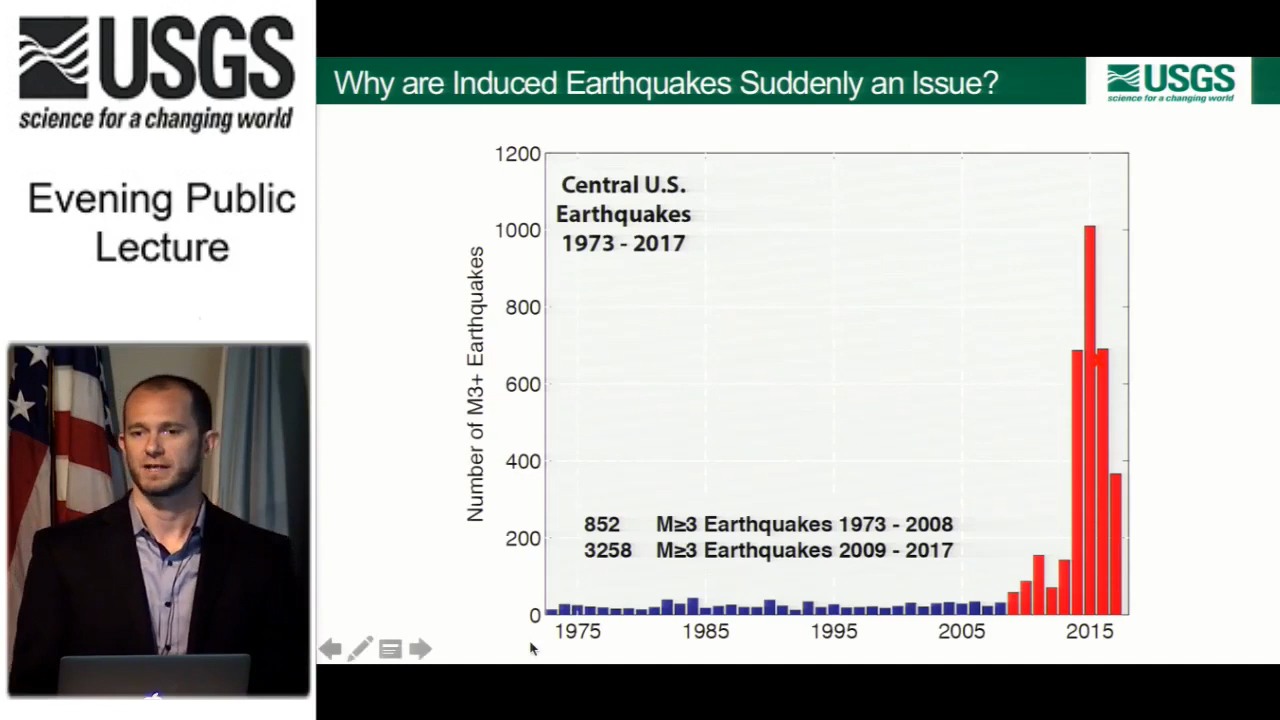 USGS
science for a changing world
Evening Public
Lecture
Why are Induced Earthquakes Suddenly an Issue?
USGS
science for a changing world
Central U.S.
Earthquakes
1973 - 2017
Number of M3+ Earthquakes
1200
1000
800
600
400
200
0
852 M≥3 Earthquakes 1973 - 2008
3258 M≥3 Earthquakes 2009 - 2017
1975 1985 1995 2005 2015